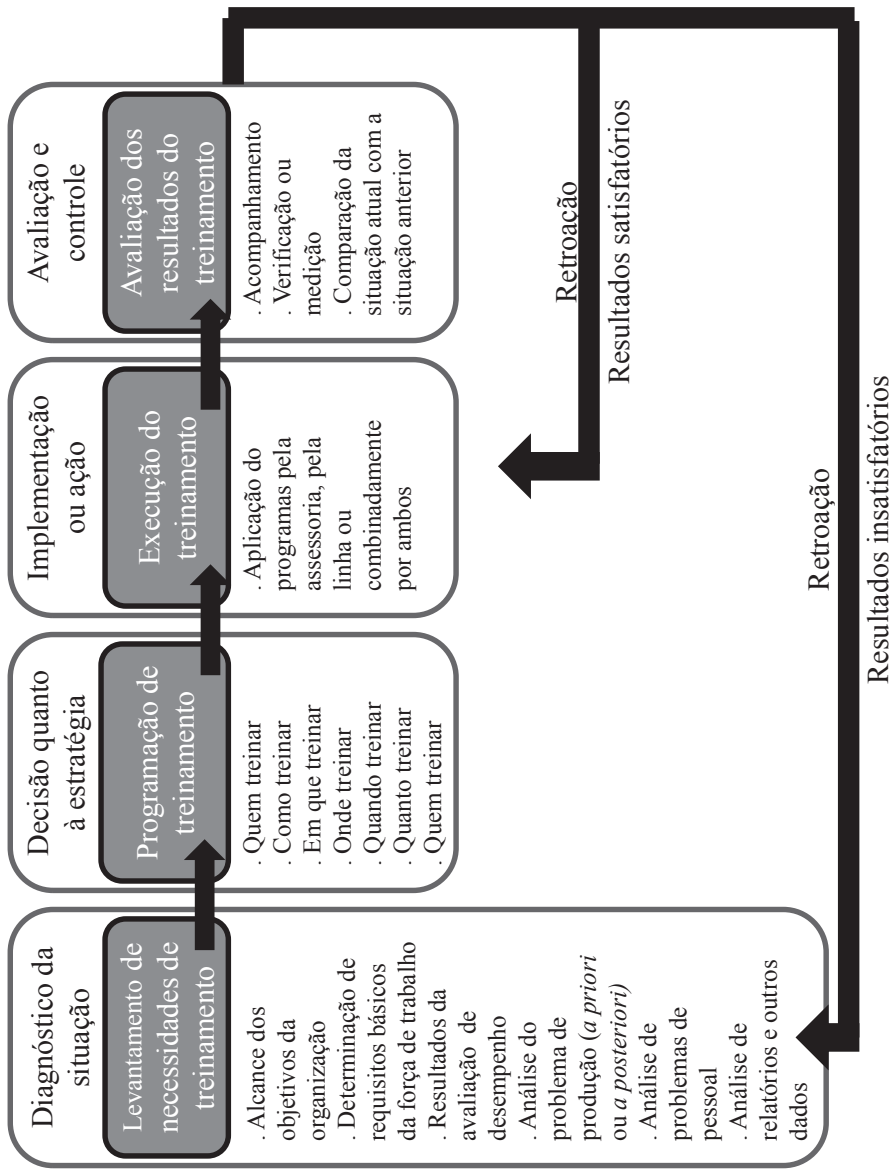 Diagnóstico da
situação
Levantamento de
necessidades de
treinamento
. Alcance dos
objetivos da
organização
. Determinação de
requisitos básicos
da força de trabalho
. Resultados da
avaliação de
desempenho
. Análise do
problema de
produção (a priori
ou a posteriori)
. Análise de
problemas de
pessoal
. Análise de
relatórios e outros
dados
Decisão quanto
à estratégia
Programação de
treinamento
. Quem treinar
. Como treinar
. Em que treinar
. Onde treinar
. Quando treinar
. Quanto treinar
. Quem treinar
Implementação
ou ação
Execução do
treinamento
. Aplicação do
programas pela
assessoria, pela
linha ou
combinadamente
por ambos
Avaliação e
controle
Avaliação dos
resultados do
treinamento
. Acompanhamento
. Verificação ou
medição
. Comparação da
situação atual com a
situação anterior
Retroação
Resultados satisfatórios
Retroação
Resultados insatisfatórios